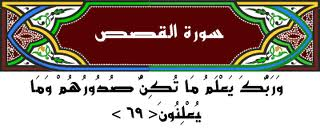 سورة القصص
وَرَبُّكَ يَعْلَمُ مَا تُكِنُّ صُدُورُهُمْ وَمَا
يُعْلِنُونَ< ٦٩ >